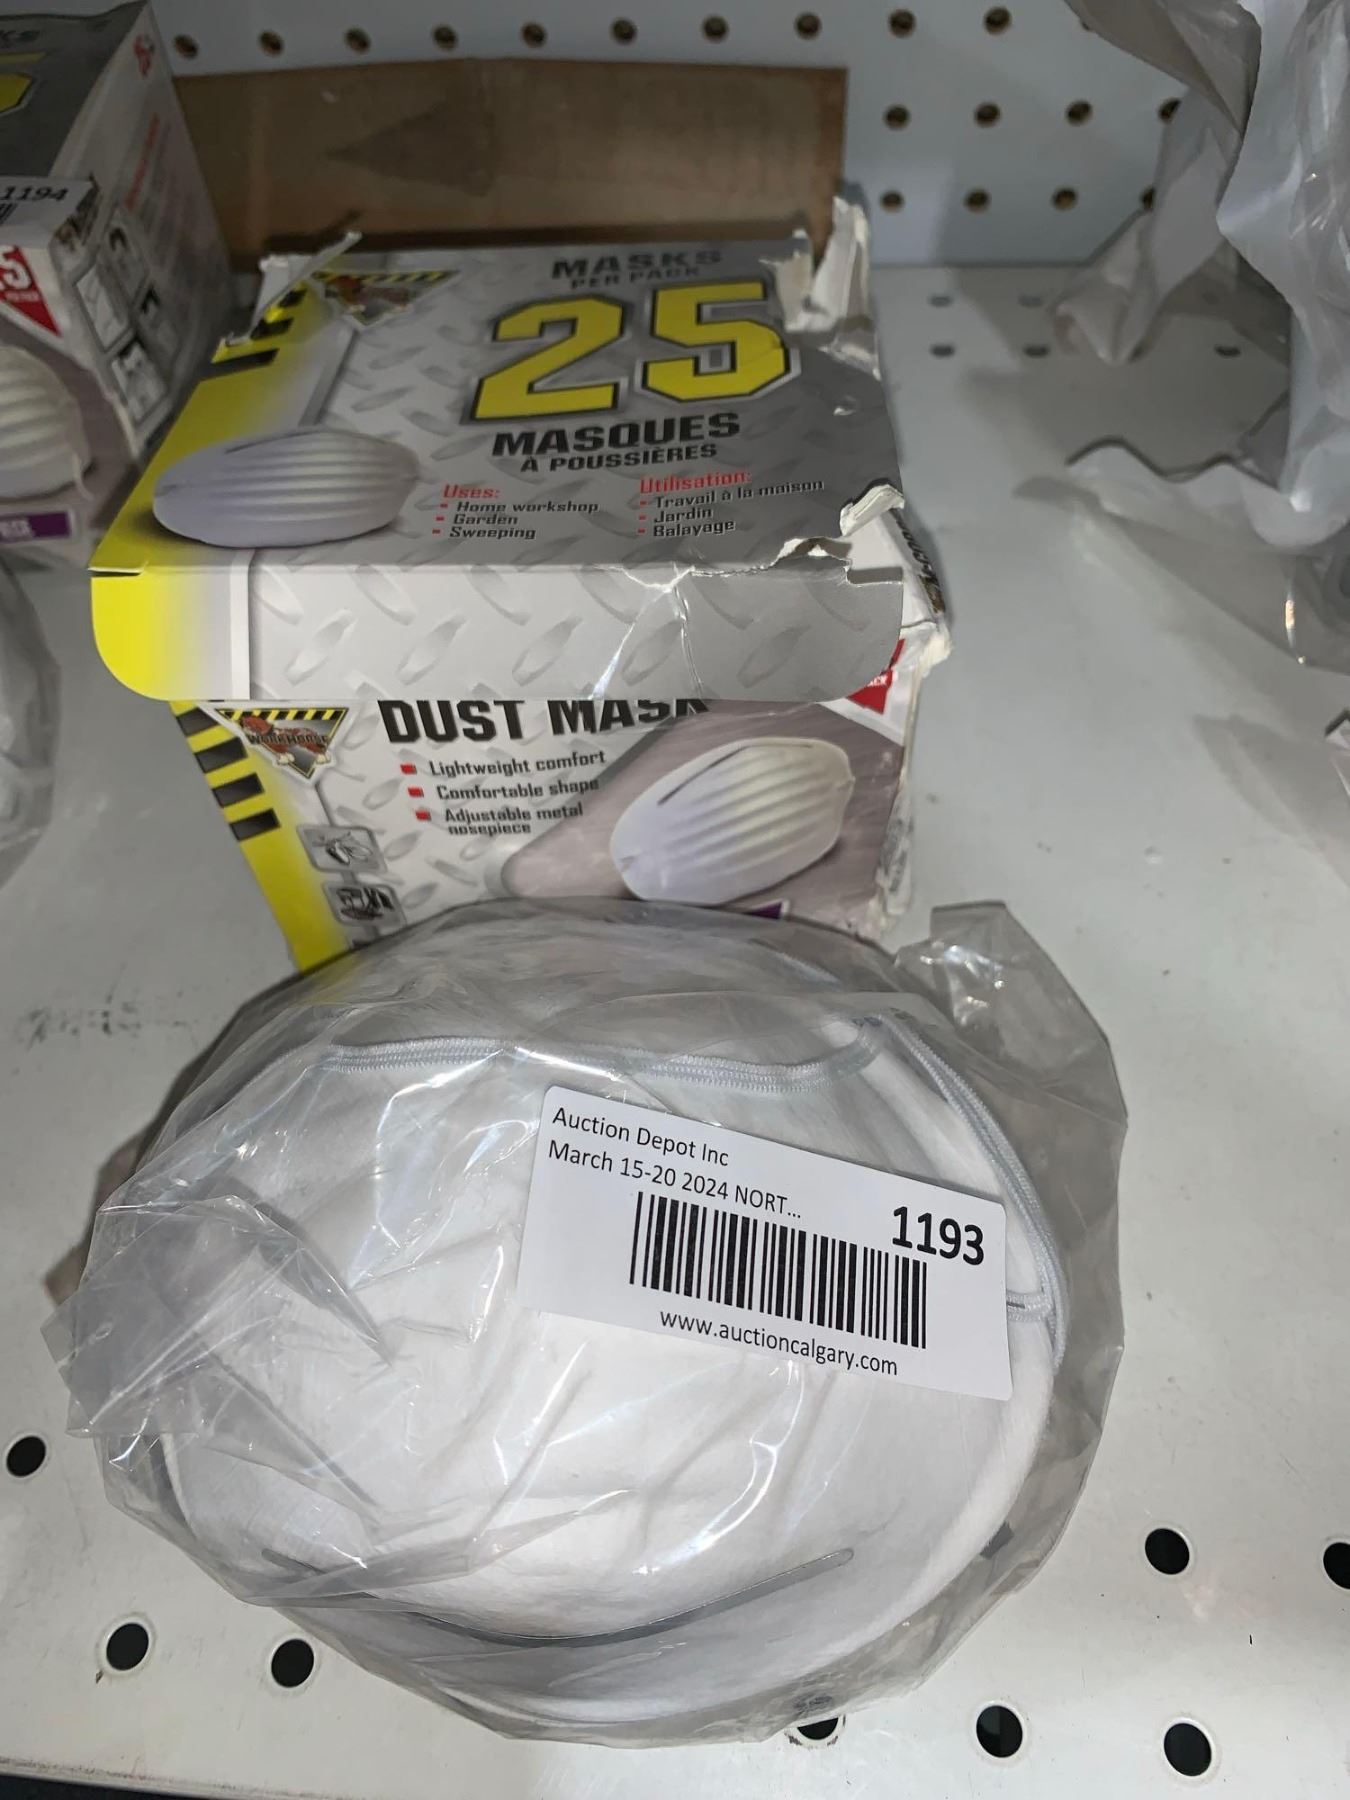 1194
MASKS
PER PACK
25
MASQUES
À POUSSIÈRES
Uses:
Home workshop
Garden
Sweeping
Utilisation:
Travail à la maison
Jardin
Balayage
DUST MASK
WORKHORSE
Lightweight comfort
Comfortable shape
Adjustable metal
nosepiece
Auction Depot Inc
March 15-20 2024 NORT...
1193
www.auctioncalgary.com